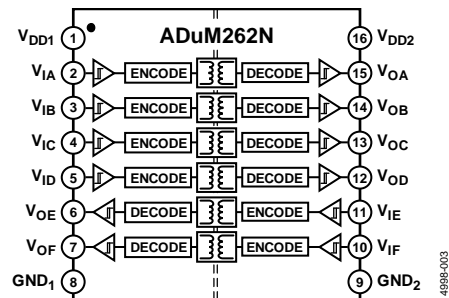 ADuM262N
VDD1 1 16 VDD2
VIA 2 ENCODE DECODE 15 VOA
VIB 3 ENCODE DECODE 14 VOB
VIC 4 ENCODE DECODE 13 VOC
VID 5 ENCODE DECODE 12 VOD
VOE 6 DECODE ENCODE 11 VIE
VOF 7 DECODE ENCODE 10 VIF
GND1 8 9 GND2
4998-003